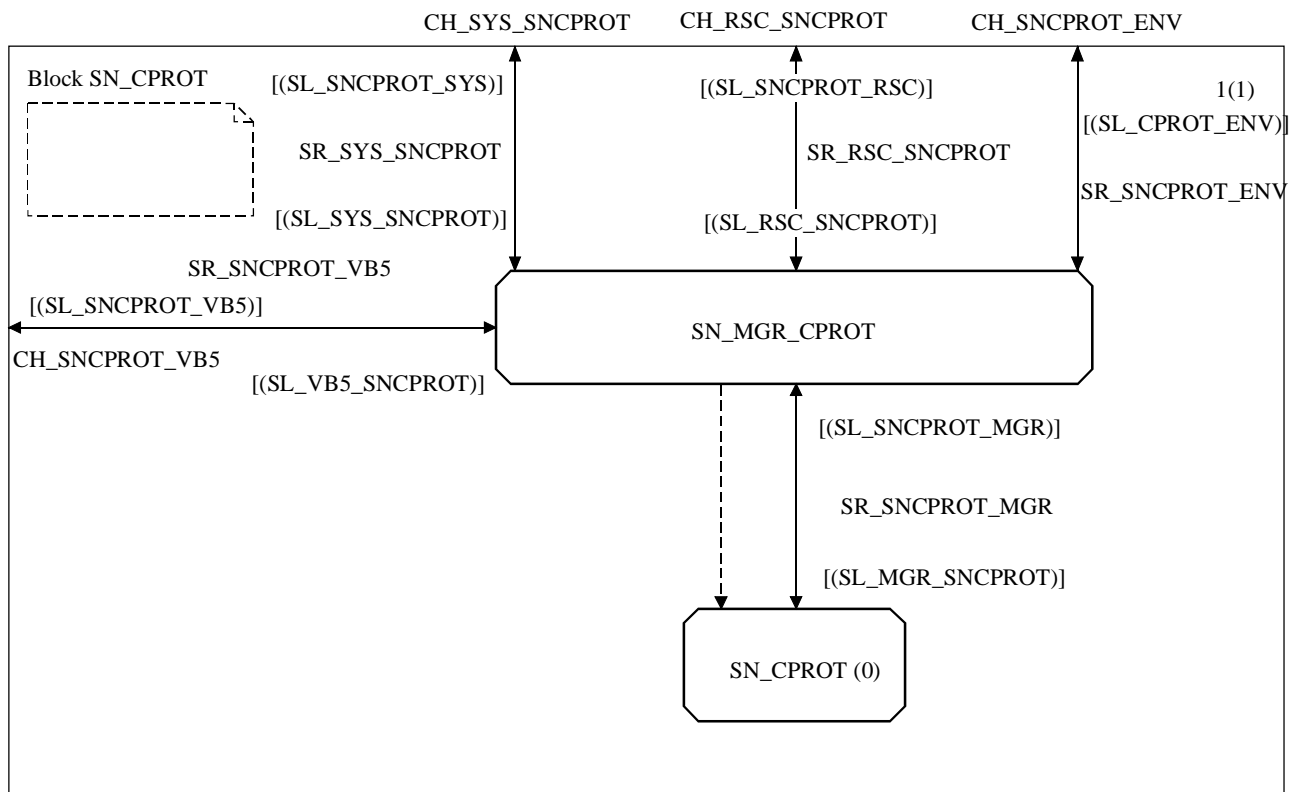 CH_SYS_SNCPROT
CH_RSC_SNCPROT
CH_SNCPROT_ENV
Block SN_CPROT
[(SL_SNCPROT_SYS)]
[(SL_SNCPROT_RSC)]
1(1)
[(SL_CPROT_ENV)]
SR_SYS_SNCPROT
SR_RSC_SNCPROT
SR_SNCPROT_ENV
[(SL_SYS_SNCPROT)]
[(SL_RSC_SNCPROT)]
SR_SNCPROT_VB5
[(SL_SNCPROT_VB5)]
SN_MGR_CPROT
CH_SNCPROT_VB5
[(SL_VB5_SNCPROT)]
[(SL_SNCPROT_MGR)]
SR_SNCPROT_MGR
[(SL_MGR_SNCPROT)]
SN_CPROT (0)